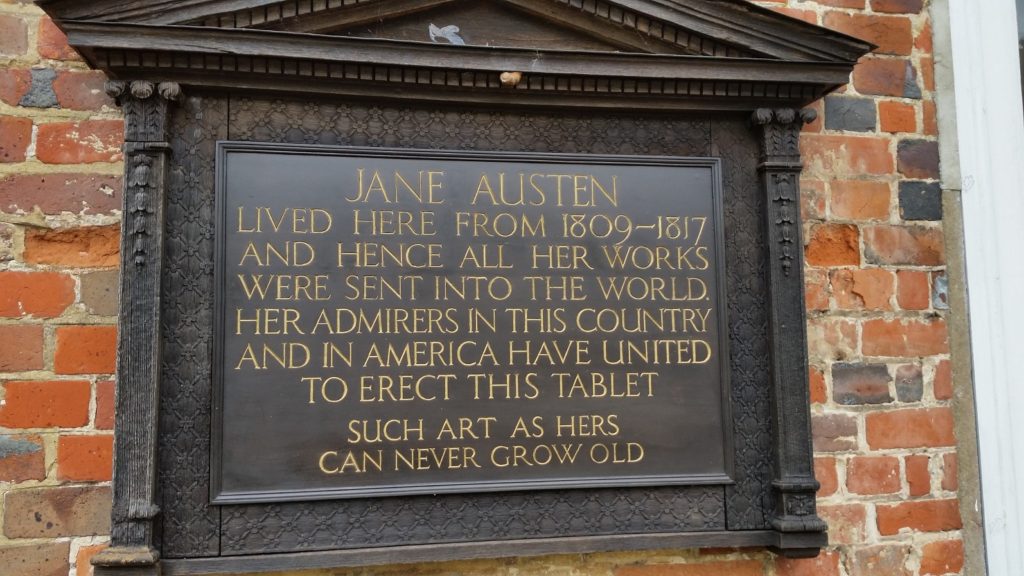 JANE AUSTEN
LIVED HERE FROM 1809-1817
AND HENCE ALL HER WORKS
WERE SENT INTO THE WORLD.
HER ADMIRERS IN THIS COUNTRY
AND IN AMERICA HAVE UNITED
TO ERECT THIS TABLET
SUCH ART AS HERS
CAN NEVER GROW OLD